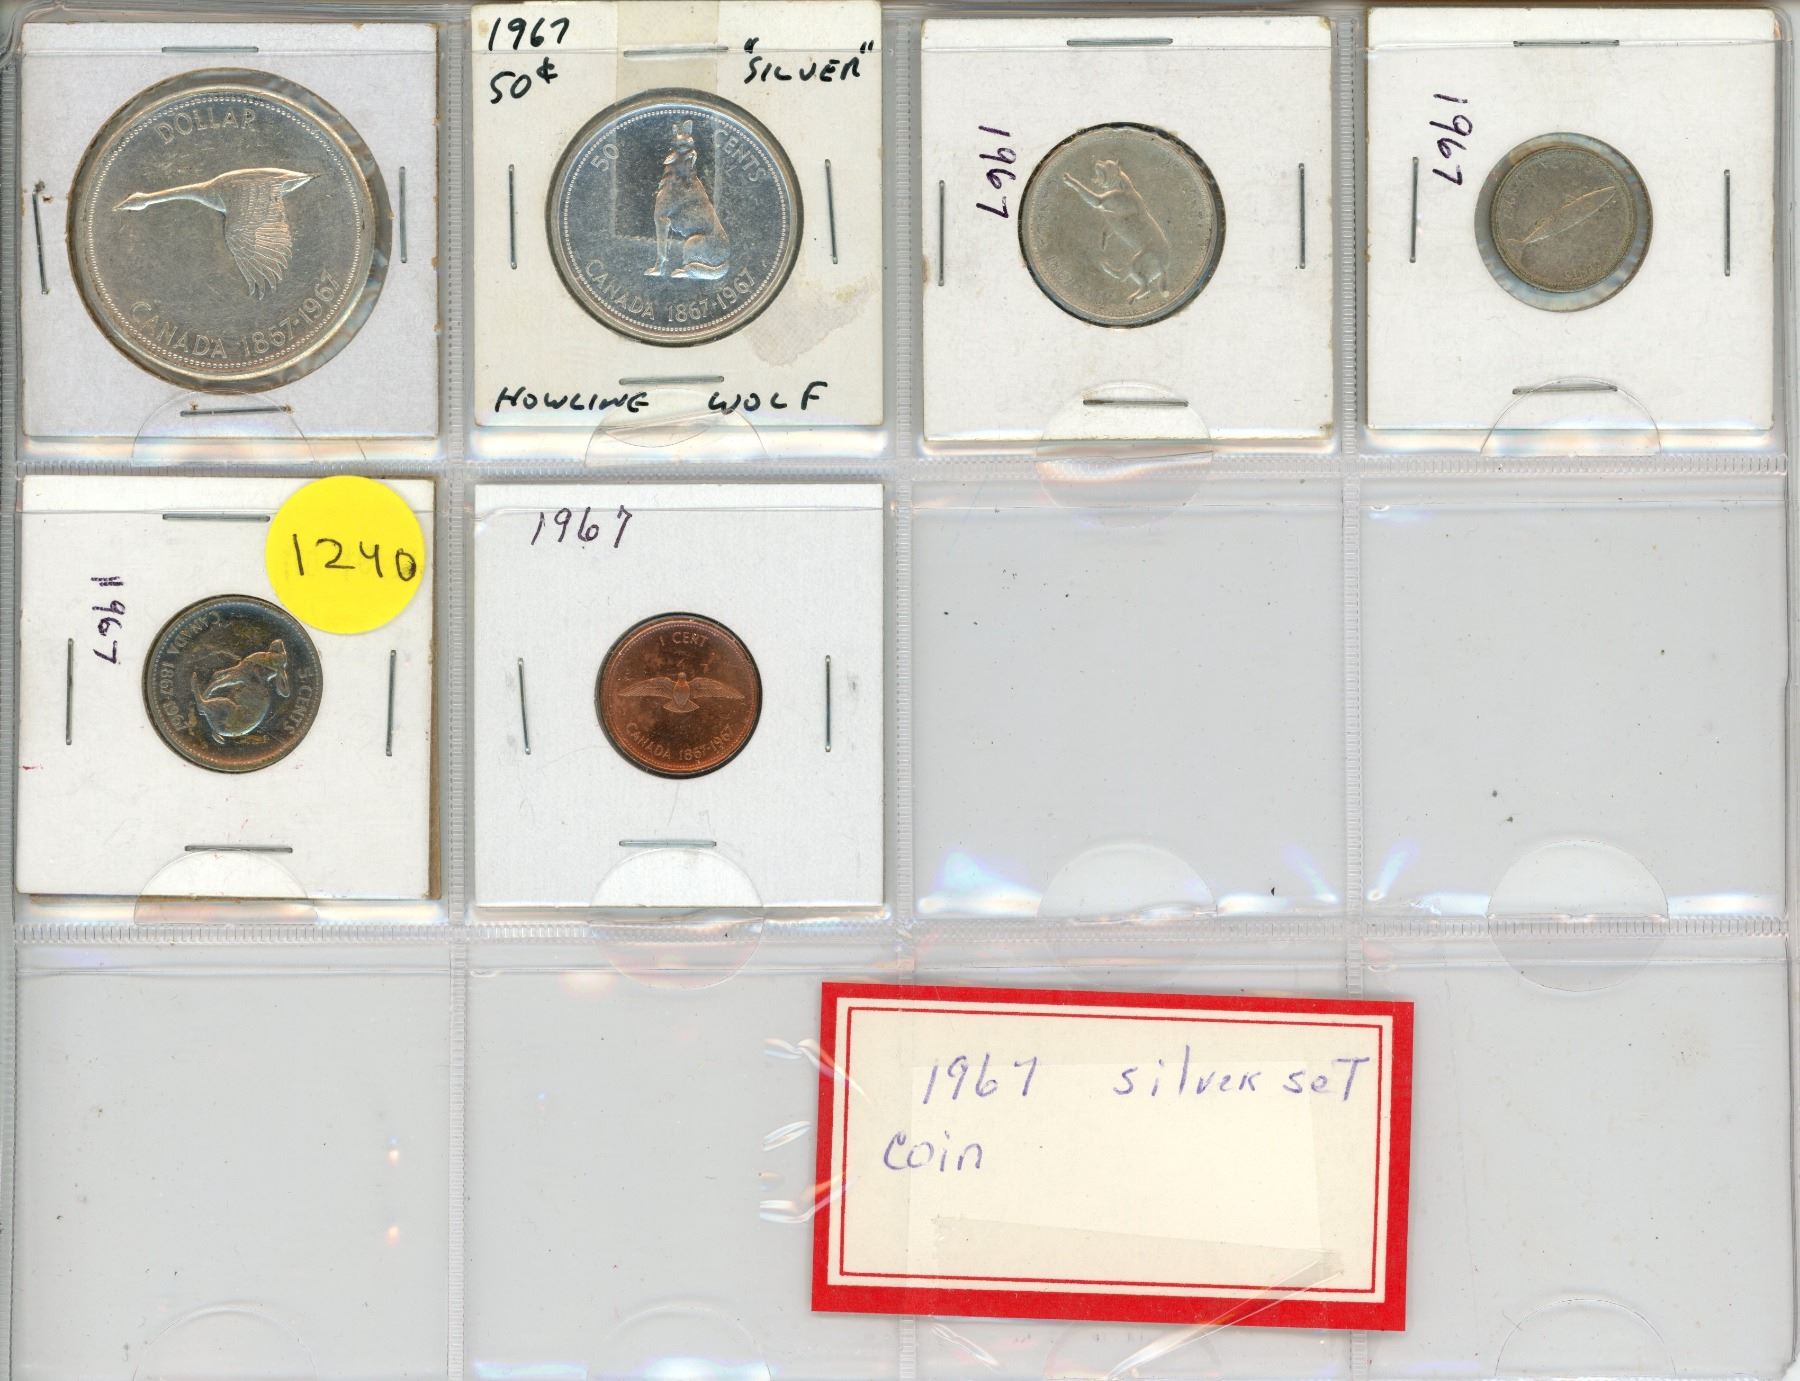 DOLLAR
CANADA 1867-1967
1967
50¢
"SILVER"
50 CENTS
CANADA 1867-1967
HOWLING WOLF
1967
1967
1967
1240
5 CENTS
CANADA 1867-1967
1967
1 CENT
CANADA 1867-1967
1967 silver set
coin